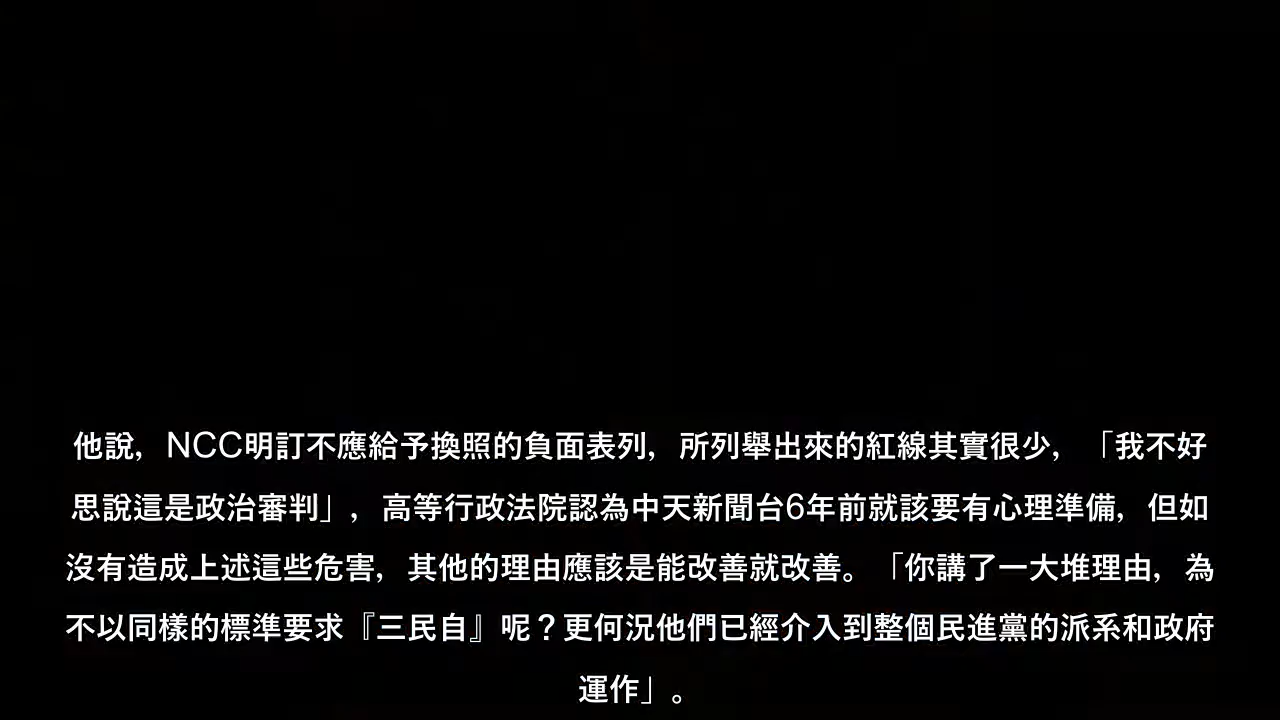 他說，NCC明訂不應給予換照的負面表列，所列舉出來的紅線其實很少，「我不好
思說這是政治審判」，高等行政法院認為中天新聞台6年前就該要有心理準備，但如
沒有造成上述這些危害，其他的理由應該是能改善就改善。「你講了一大堆理由，為
不以同樣的標準要求『三民自』呢？更何況他們已經介入到整個民進黨的派系和政府
運作」。